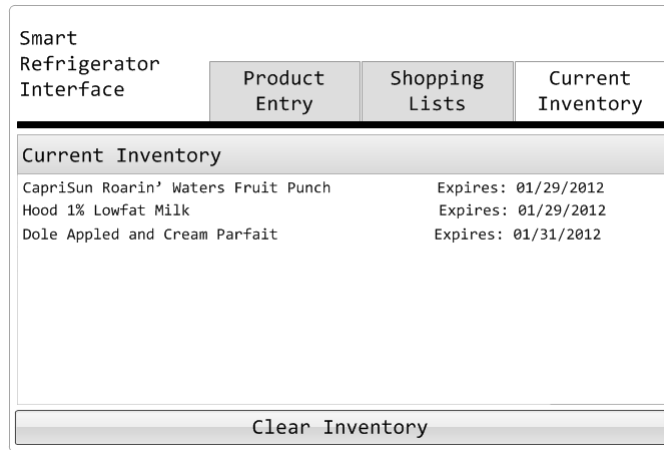 Smart
Refrigerator
Interface
Product
Entry
Shopping
Lists
Current
Inventory
Current Inventory
CapriSun Roarin’ Waters Fruit Punch Expires: 01/29/2012
Hood 1% Lowfat Milk Expires: 01/29/2012
Dole Appled and Cream Parfait Expires: 01/31/2012
Clear Inventory